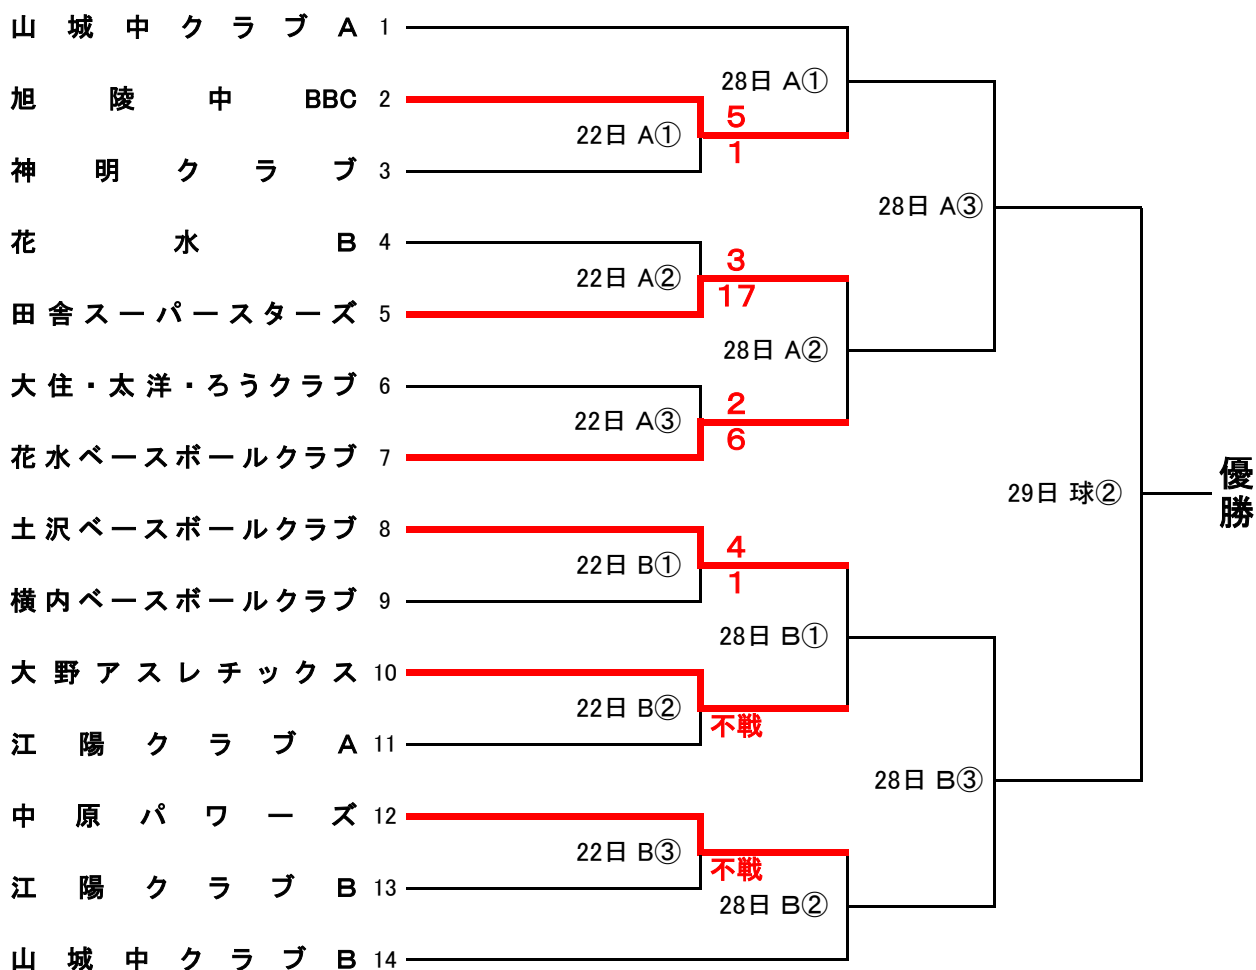 山城中クラブA 1
28日 A①
旭陵中BBC 2
5
22日 A①
1
神明クラブ 3
28日 A③
花水B 4
3
22日 A②
17
田舎スーパースターズ 5
28日 A②
大住・太洋・ろうクラブ 6
2
22日 A③
6
花水ベースボールクラブ 7
29日 球②
優勝
土沢ベースボールクラブ 8
4
22日 B①
1
横内ベースボールクラブ 9
28日 B①
大野アスレチックス 10
22日 B②
不戦
江陽クラブA 11
28日 B③
中原パワーズ 12
22日 B③
不戦
江陽クラブB 13
28日 B②
山城中クラブB 14